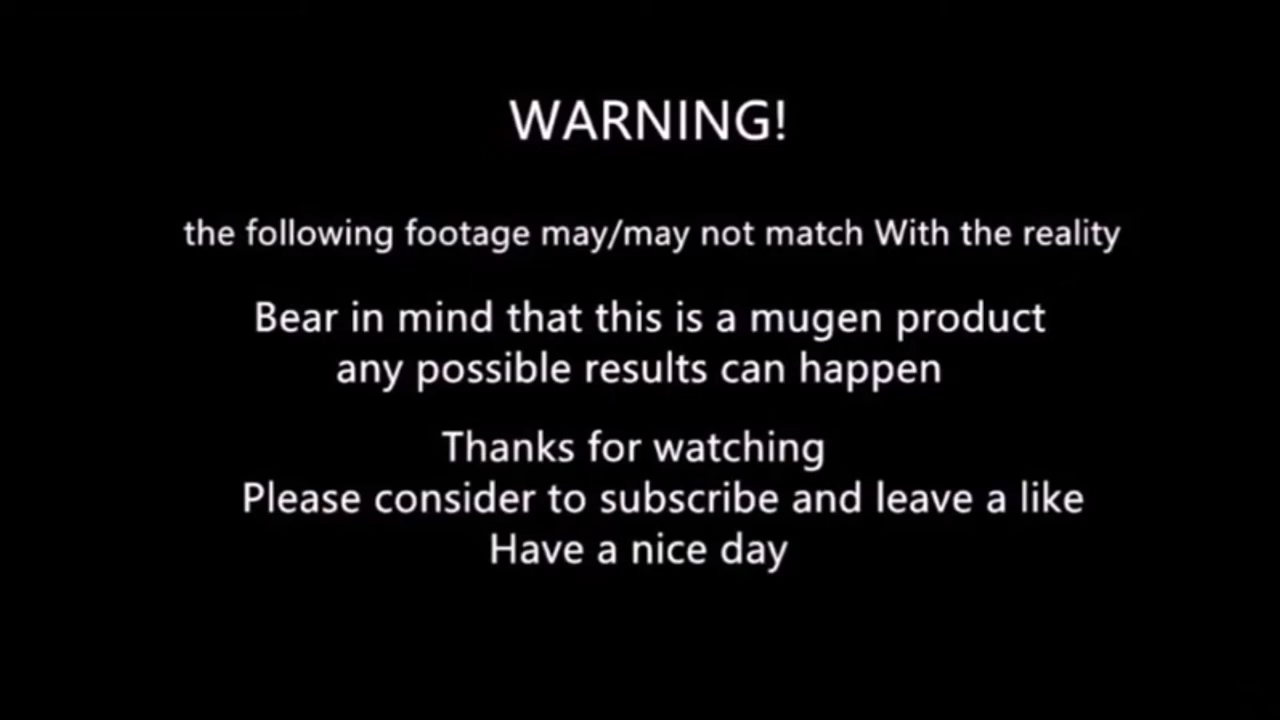 WARNING!
the following footage may/may not match With the reality
Bear in mind that this is a mugen product
any possible results can happen
Thanks for watching
Please consider to subscribe and leave a like
Have a nice day